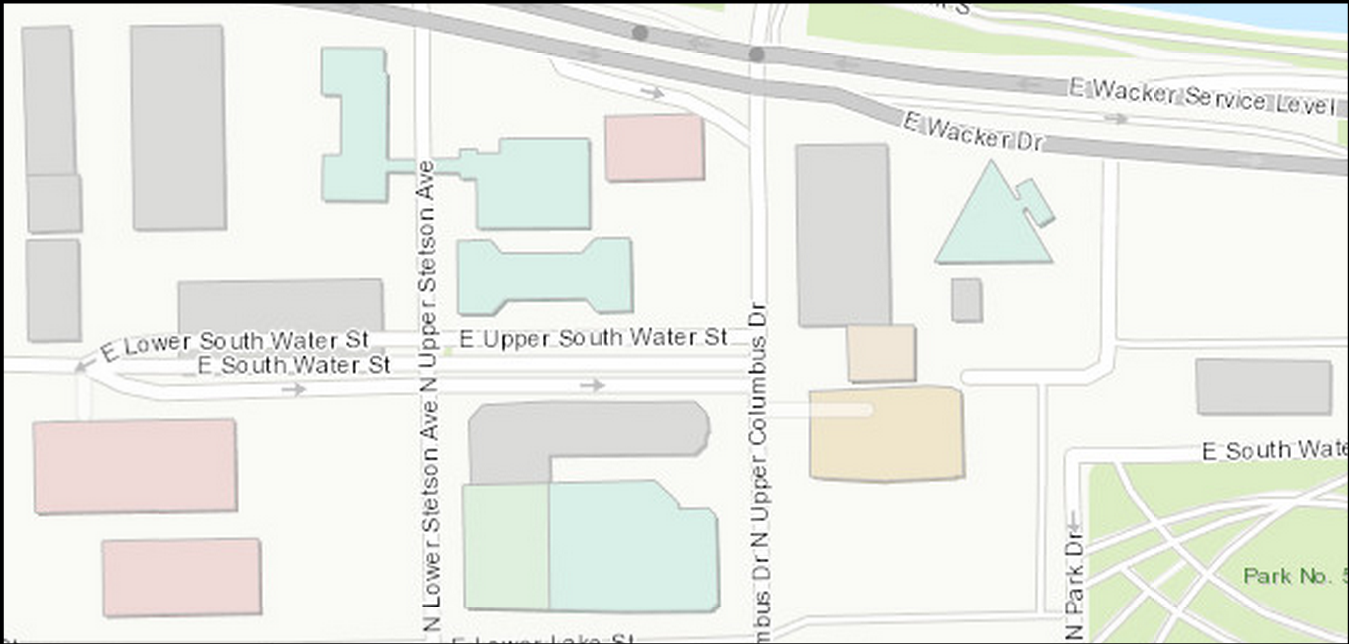 E Wacker Service Level
E Wacker Dr
N Upper Stetson Ave
E Lower South Water St
E Upper South Water St
E South Water St
N Upper Columbus Dr
N Lower Stetson Ave
E South Wate
N Park Dr
Park No. 5
mbus Dr
E Lower Lake St